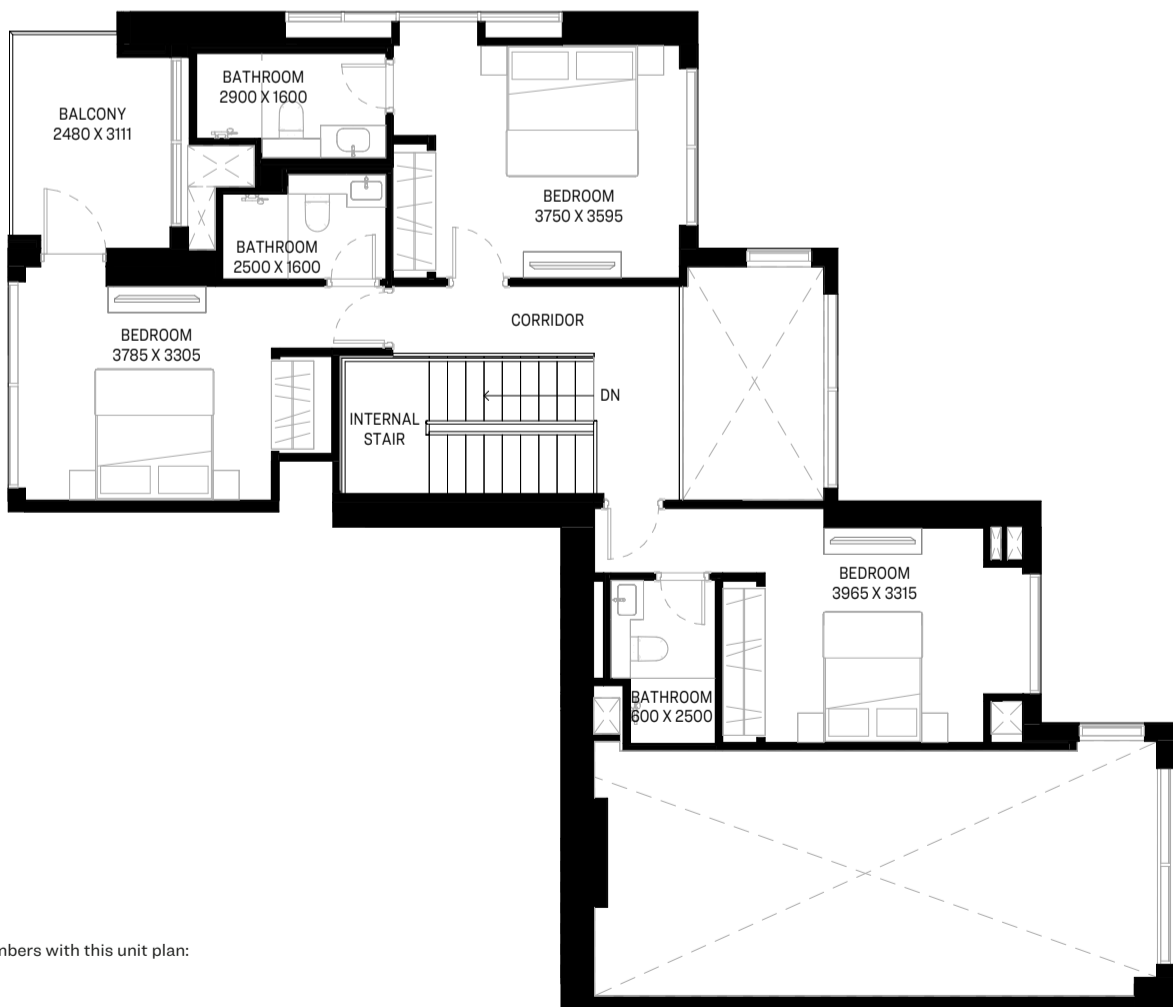 BATHROOM
2900 X 1600
BALCONY
2480 X 3111
BEDROOM
3750 X 3595
BATHROOM
2500 X 1600
CORRIDOR
BEDROOM
3785 X 3305
DN
INTERNAL
STAIR
BEDROOM
3965 X 3315
BATHROOM
600 X 2500
mbers with this unit plan: